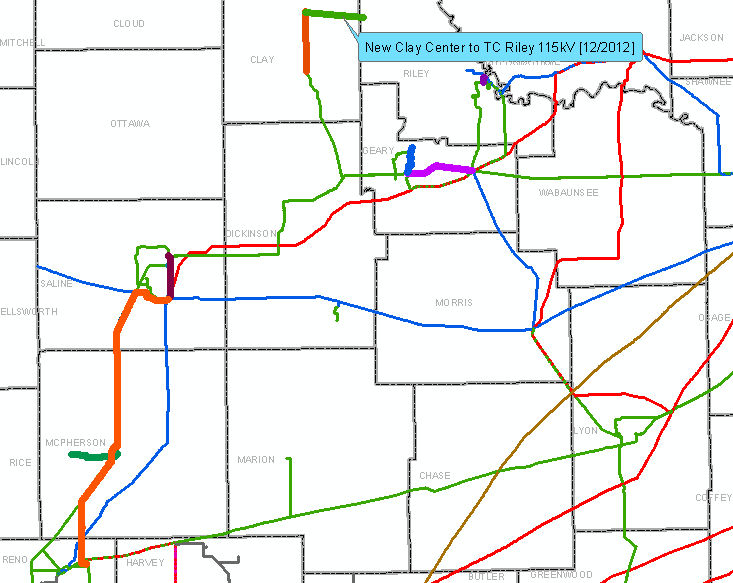 CLOUD
MITCHELL
CLAY
New Clay Center to TC Riley 115kV [12/2012]
JACKSON
RILEY
SHAWNEE
OTTAWA
LINCOLN
GEARY
WABAUNSEE
DICKINSON
SALINE
ELLSWORTH
MORRIS
OSAGE
MCPHERSON
LYON
RICE
MARION
CHASE
COFFEY
RENO
HARVEY
BUTLER
GREENWOOD